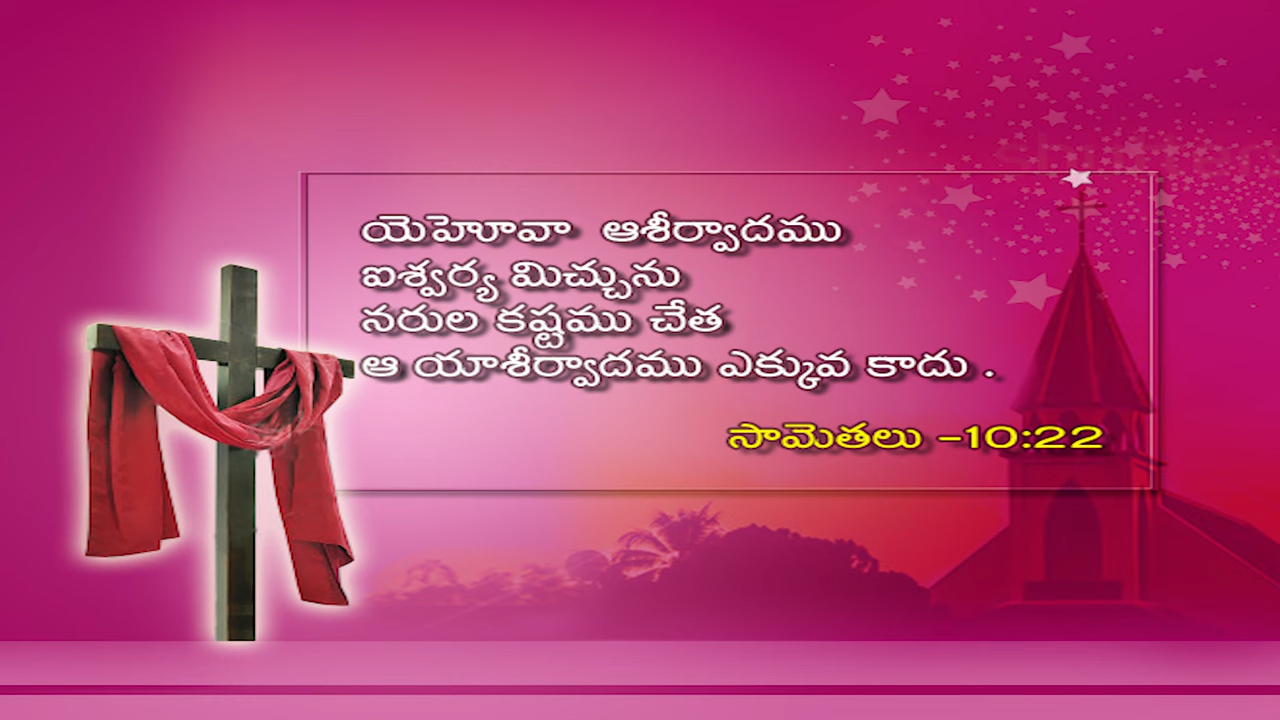 యెహెూవా ఆశీర్వాదము
ఐశ్వర్య మిచ్చును
నరుల కష్టము చేత
ఆ యాశీర్వాదము ఎక్కువ కాదు .
సామెతలు -10:22